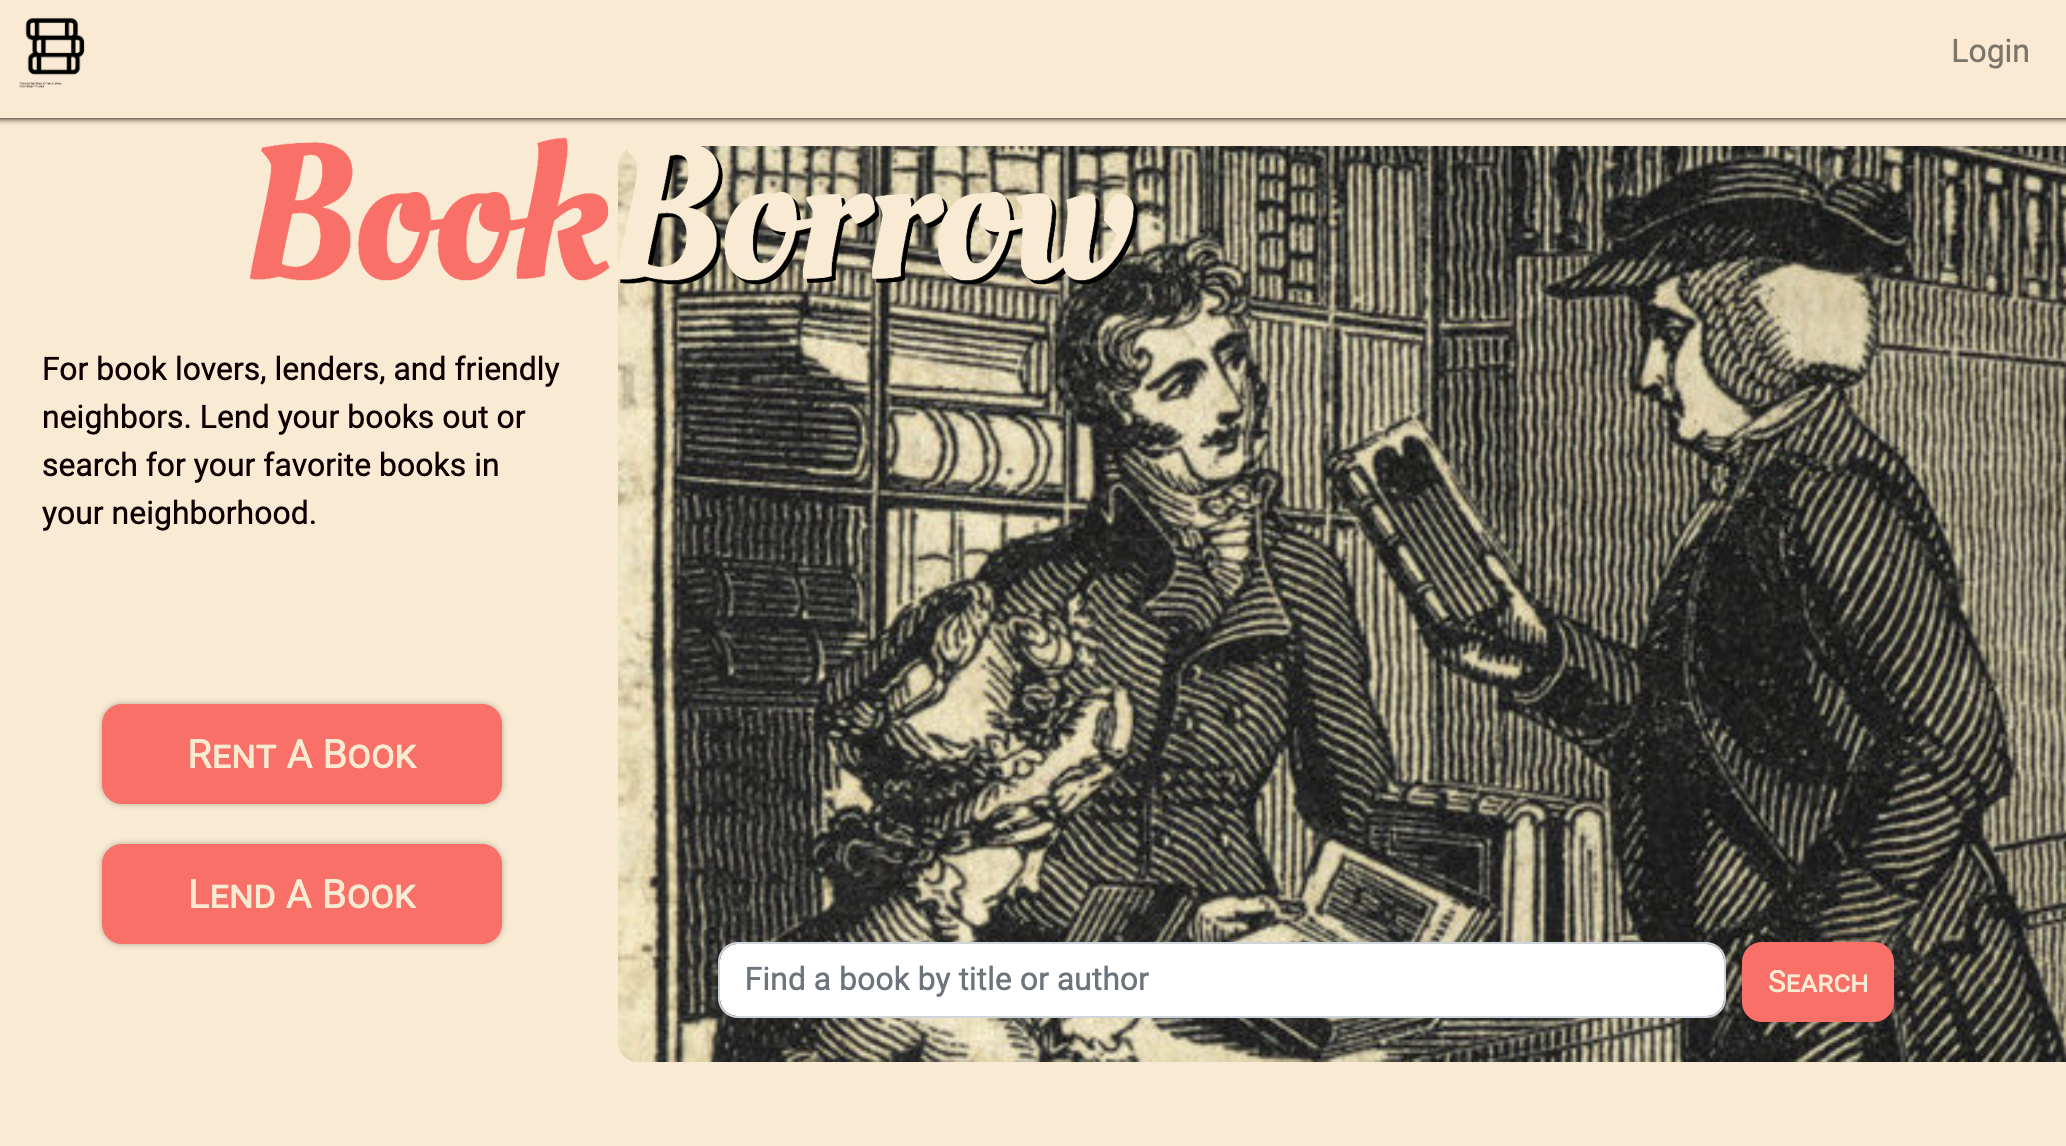 Login
BookBorrow
For book lovers, lenders, and friendly
neighbors. Lend your books out or
search for your favorite books in
your neighborhood.
Rent A Book
Lend A Book
Find a book by title or author
Search